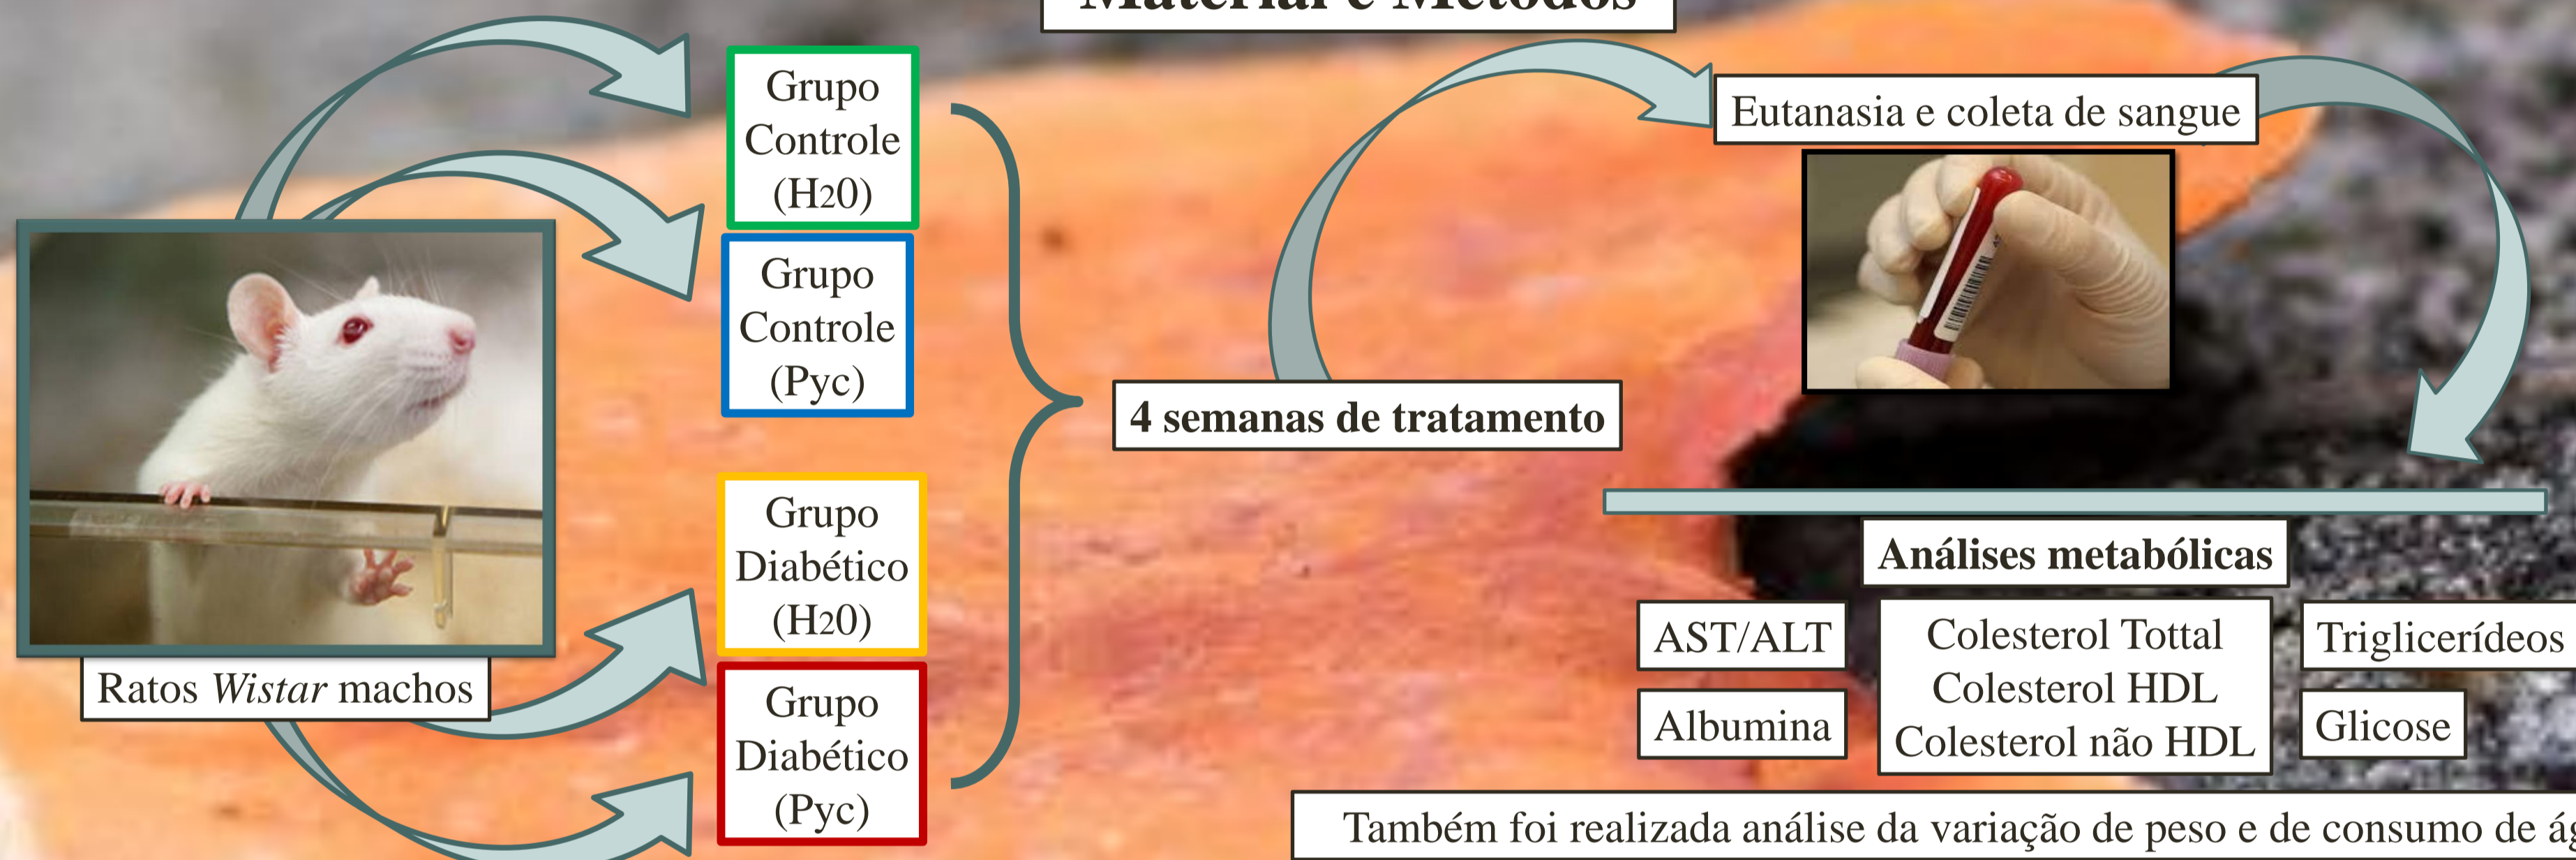 Material e Métodos
Grupo
Controle
(H20)
Grupo
Controle
(Pyc)
Grupo
Diabético
(H20)
Grupo
Diabético
(Pyc)
Ratos Wistar machos
4 semanas de tratamento
Eutanasia e coleta de sangue
Análises metabólicas
AST/ALT
Albumina
Colesterol Tottal
Colesterol HDL
Colesterol não HDL
Triglicerídeos
Glicose
Também foi realizada análise da variação de peso e de consumo de